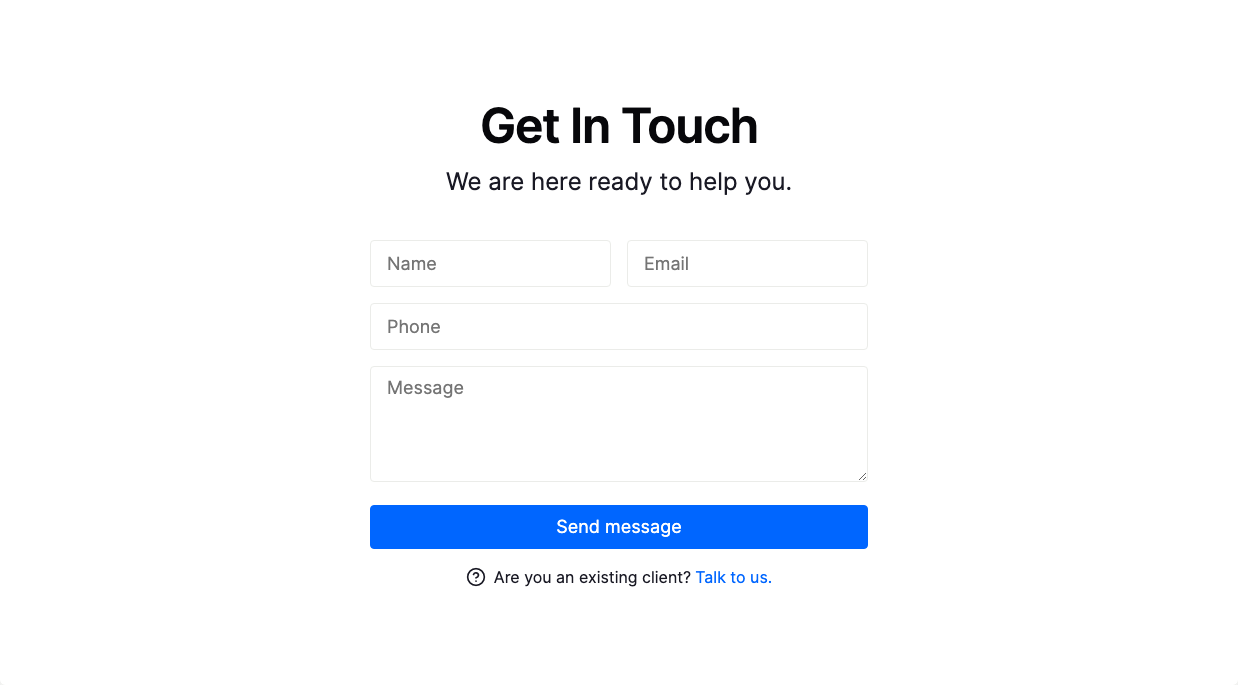 Get In Touch
We are here ready to help you.
Name Email
Phone
Message
Send message
Are you an existing client? Talk to us.